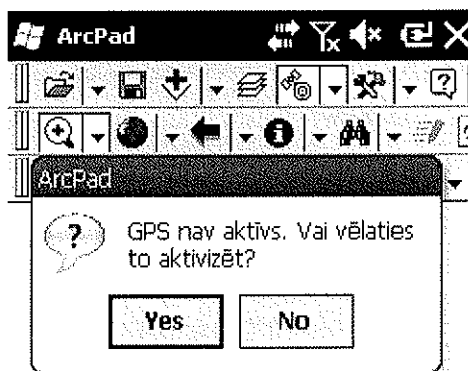 ArcPad
ArcPad
GPS nav aktīvs. Vai vēlaties
to aktivizēt?
Yes No